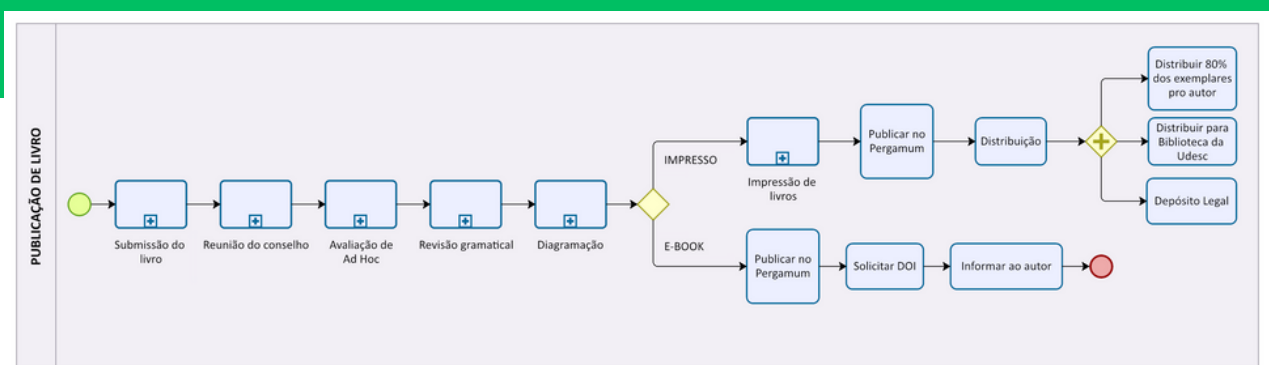 PUBLICAÇÃO DE LIVRO
Submissão do
livro
Reunião do conselho
Avaliação de
Ad Hoc
Revisão gramatical
Diagramação
IMPRESSO
Impressão de
livros
Publicar no
Pergamum
Distribuição
Distribuir 80%
dos exemplares
pro autor
Distribuir para
Biblioteca da
Udesc
Depósito Legal
E-BOOK
Publicar no
Pergamum
Solicitar DOI
Informar ao autor